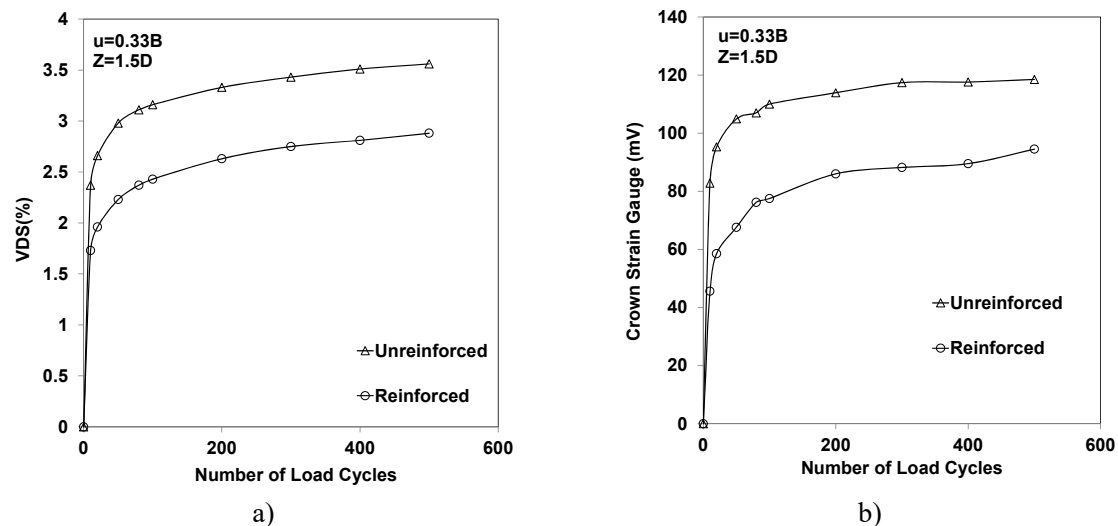 u=0.33B
Z=1.5D
4
3.5
3
2.5
2
1.5
1
0.5
0
VDS(%)
Unreinforced
Reinforced
0 200 400 600
Number of Load Cycles
a)
u=0.33B
Z=1.5D
140
120
100
80
60
40
20
0
Crown Strain Gauge (mV)
Unreinforced
Reinforced
0 200 400 600
Number of Load Cycles
b)